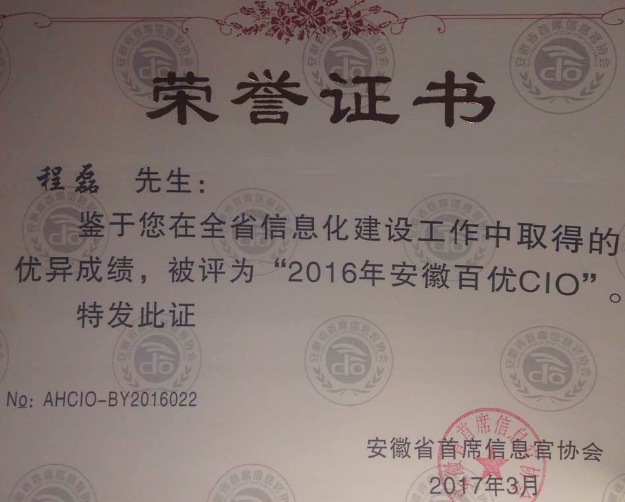 荣誉证书
程磊 先生：
鉴于您在全省信息化建设工作中取得的
优异成绩，被评为“2016年安徽百优CIO”。
特发此证
No: AHCIO-BY2016022
安徽省首席信息官协会
2017年3月